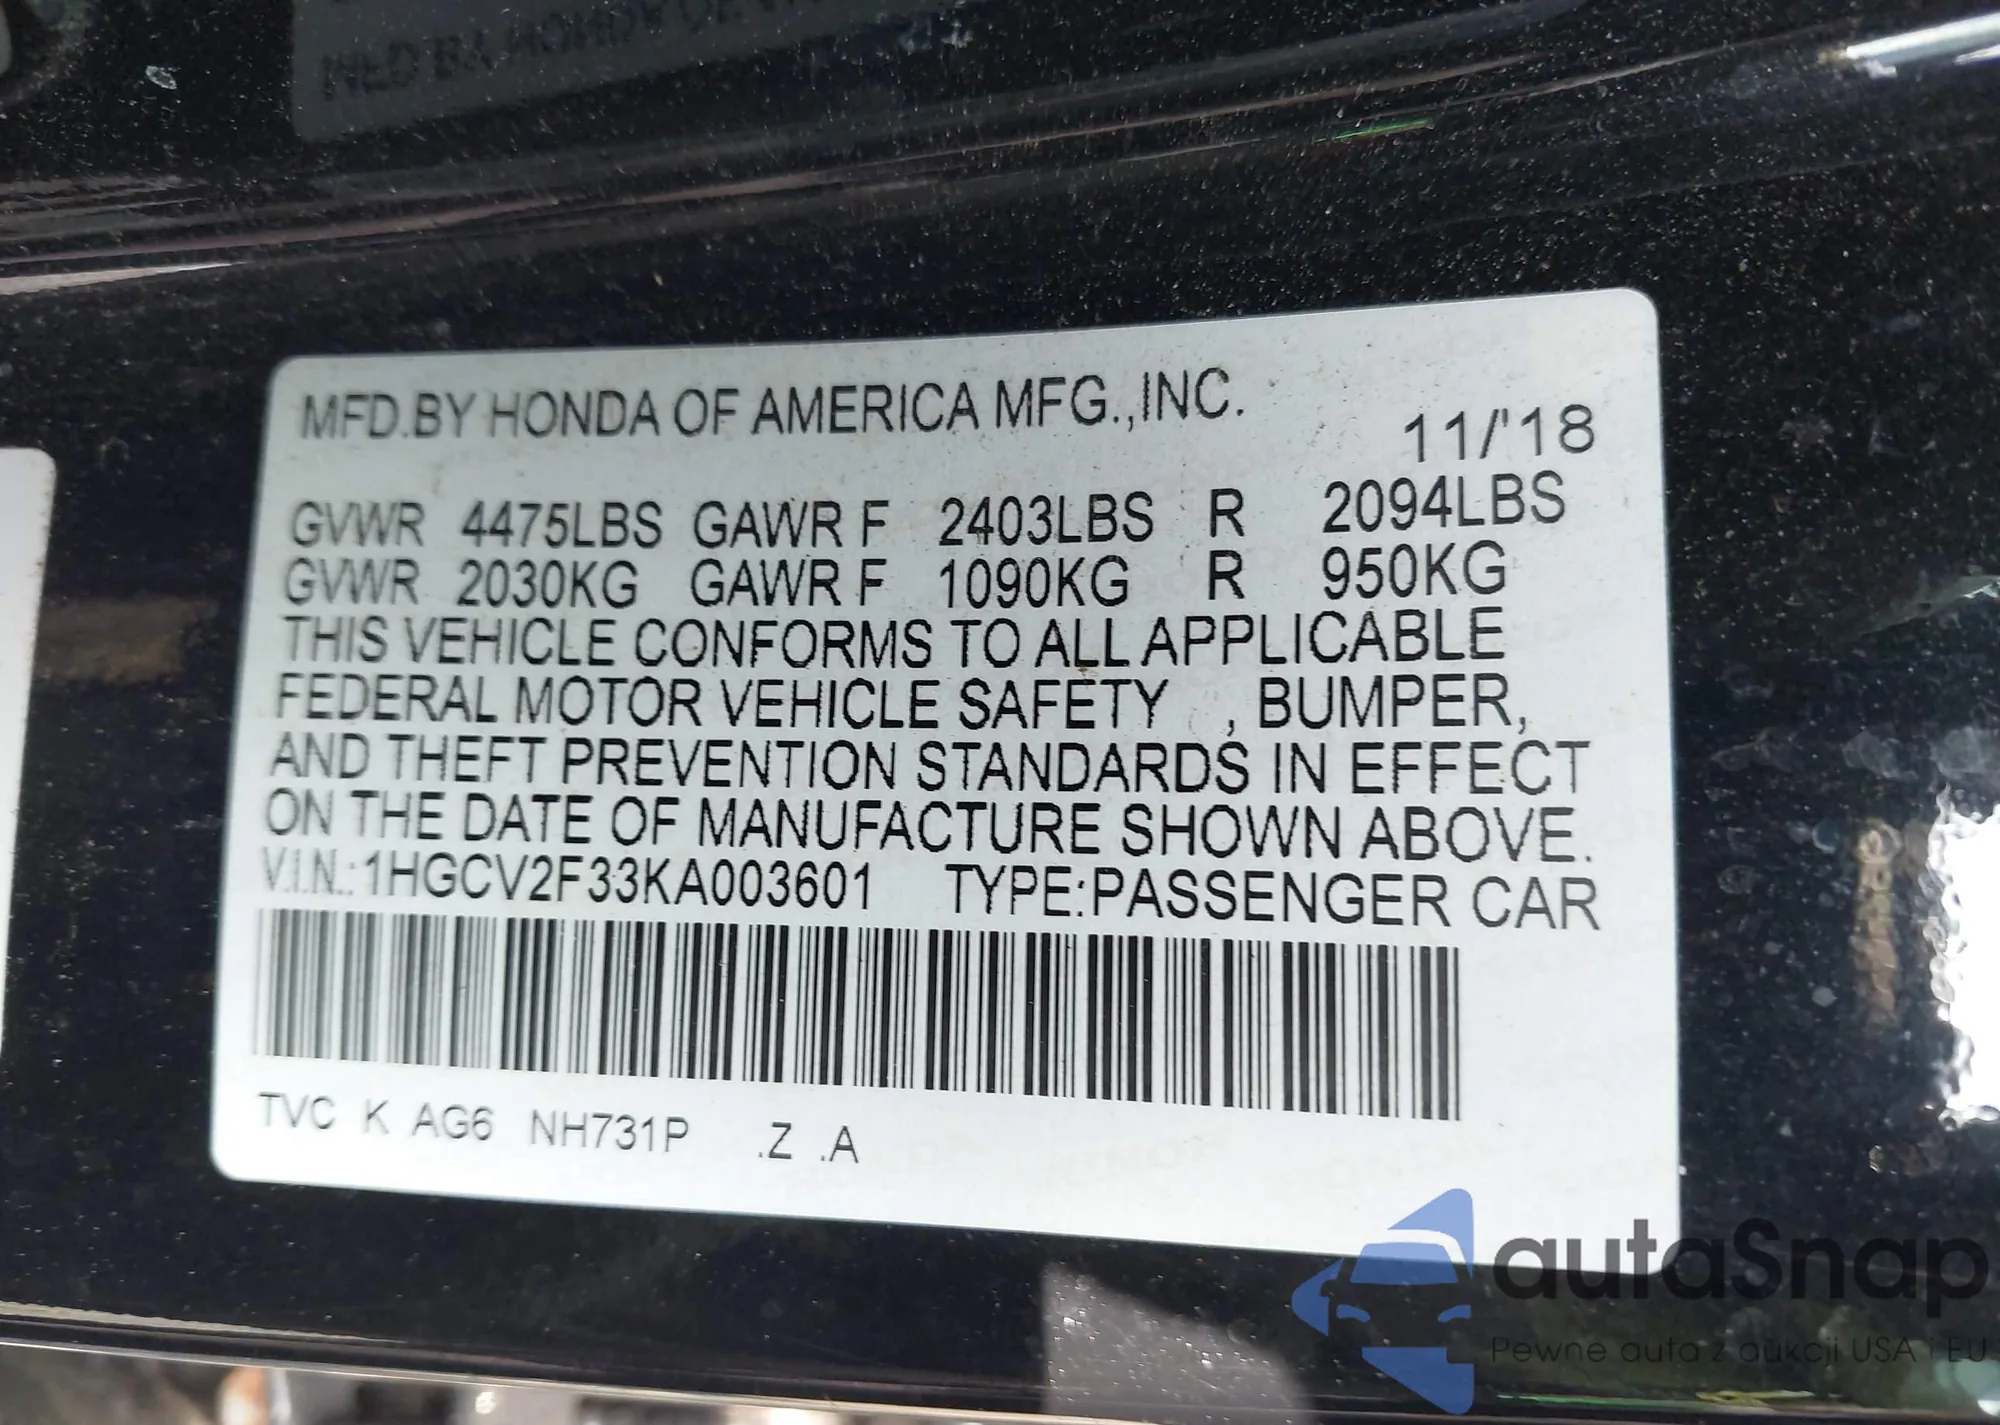 MFD.BY HONDA OF AMERICA MFG.,INC.
11/'18
GVWR 4475LBS GAWR F 2403LBS R 2094LBS
GVWR 2030KG GAWR F 1090KG R 950KG
THIS VEHICLE CONFORMS TO ALL APPLICABLE
FEDERAL MOTOR VEHICLE SAFETY , BUMPER,
AND THEFT PREVENTION STANDARDS IN EFFECT
ON THE DATE OF MANUFACTURE SHOWN ABOVE.
V.I.N.:1HGCV2F33KA003601 TYPE:PASSENGER CAR
TVC K AG6 NH731P .Z .A
autaSnap
Pewne auta z aukcji USA i EU